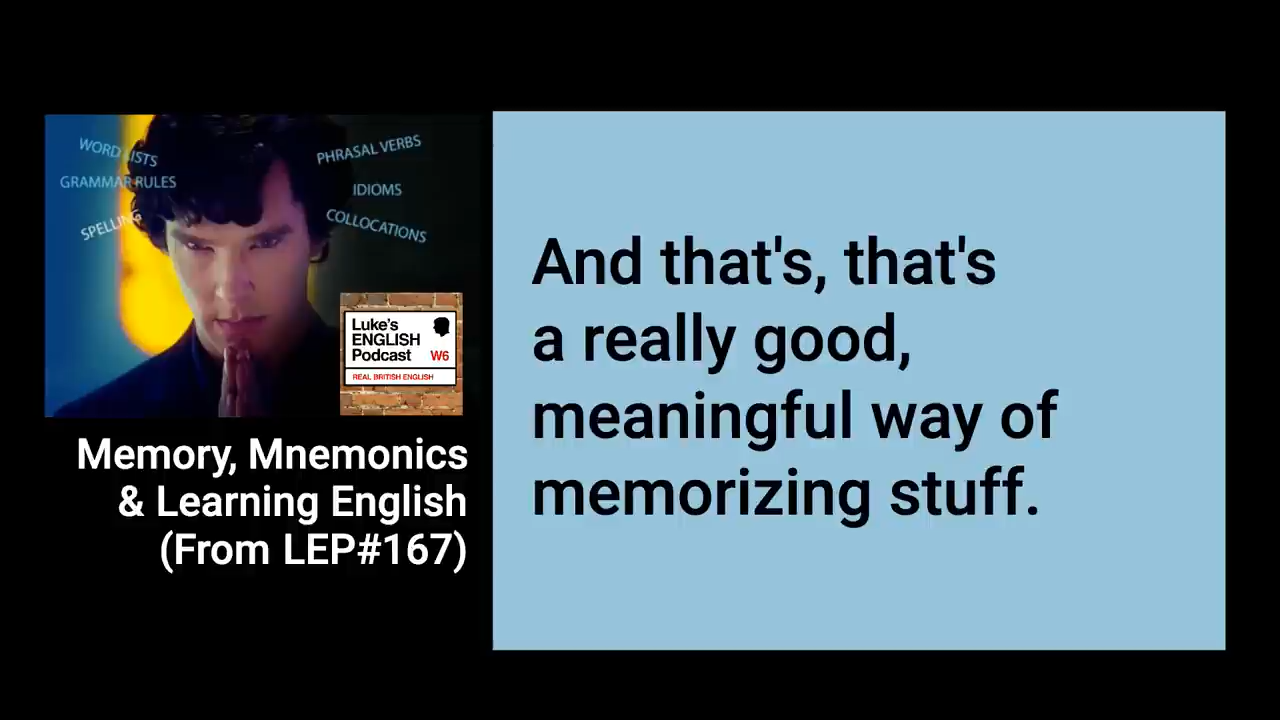 WORD LISTS
GRAMMAR RULES
SPELLING
PHRASAL VERBS
IDIOMS
COLLOCATIONS
Luke's
ENGLISH
Podcast W6
REAL BRITISH ENGLISH
Memory, Mnemonics
& Learning English
(From LEP#167)
And that's, that's
a really good,
meaningful way of
memorizing stuff.